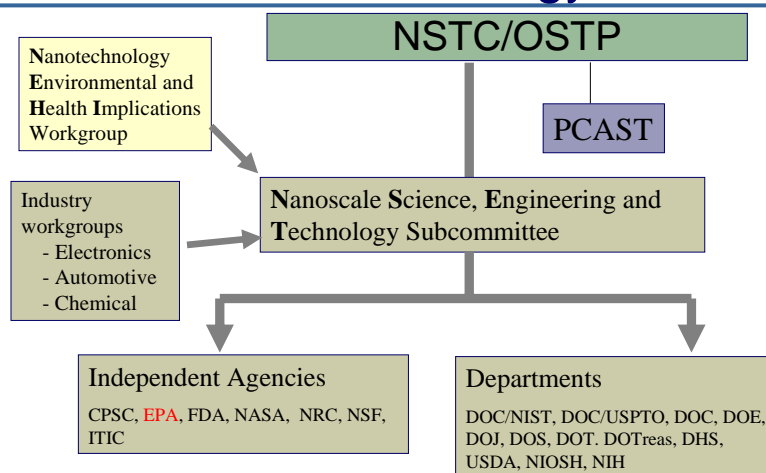 NSTC/OSTP
Nanotechnology
Environmental and
Health Implications
Workgroup
PCAST
Industry
workgroups
- Electronics
- Automotive
- Chemical
Nanoscale Science, Engineering and
Technology Subcommittee
Independent Agencies
CPSC, EPA, FDA, NASA, NRC, NSF,
ITIC
Departments
DOC/NIST, DOC/USPTO, DOC, DOE,
DOJ, DOS, DOT. DOTreas, DHS,
USDA, NIOSH, NIH